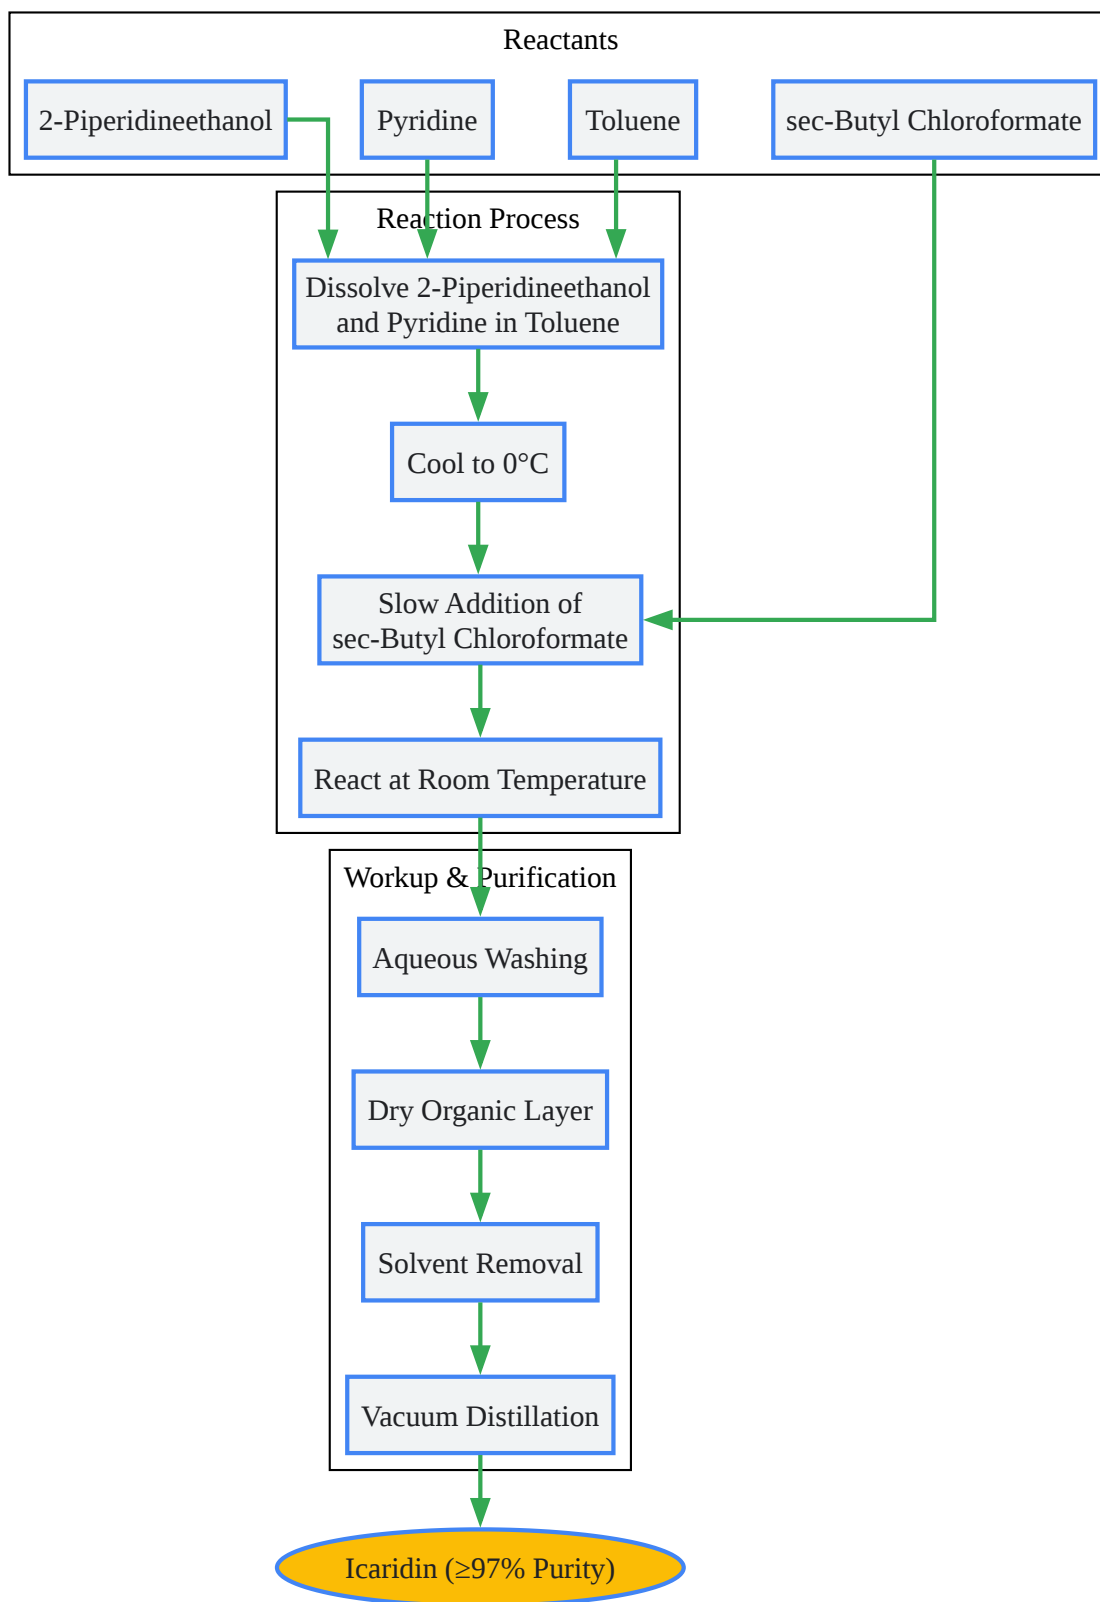 Reactants
2-Piperidineethanol
Pyridine
Toluene
sec-Butyl Chloroformate
Reaction Process
Dissolve 2-Piperidineethanol
and Pyridine in Toluene
Cool to 0°C
Slow Addition of
sec-Butyl Chloroformate
React at Room Temperature
Workup & Purification
Aqueous Washing
Dry Organic Layer
Solvent Removal
Vacuum Distillation
Icaridin (≥97% Purity)